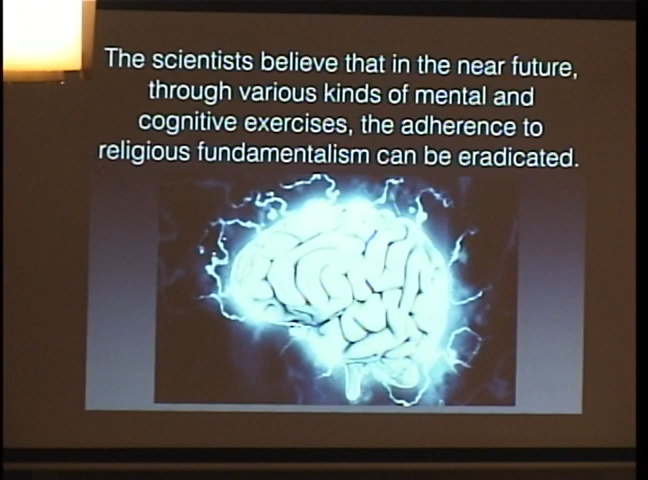 The scientists believe that in the near future,
through various kinds of mental and
cognitive exercises, the adherence to
religious fundamentalism can be eradicated.